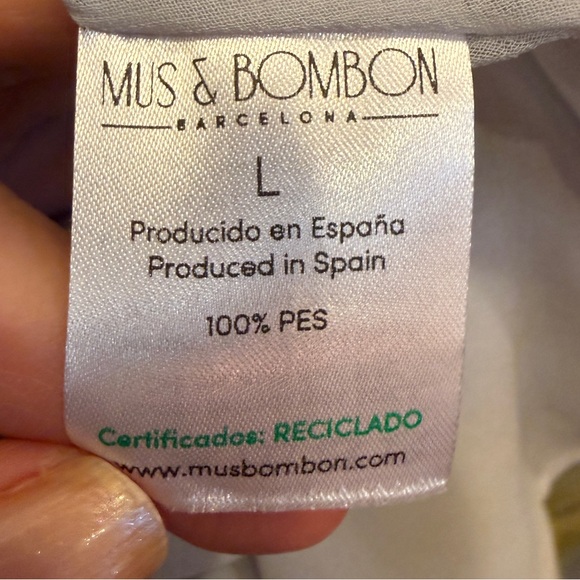 MUS & BOMBON
BARCELONA
L
Producido en España
Produced in Spain
100% PES
Certificados: RECICLADO
www.musbombon.com